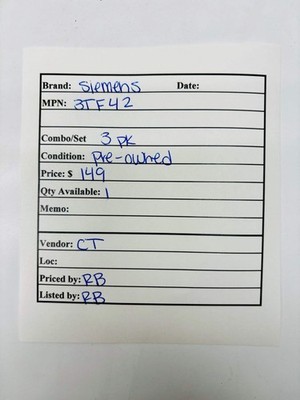 Brand: Siemens Date:
MPN: 3TF42
Combo/Set 3 pk
Condition: Pre-owned
Price: $ 149
Qty Available: 1
Memo:
Vendor: CT
Loc:
Priced by: RB
Listed by: RB